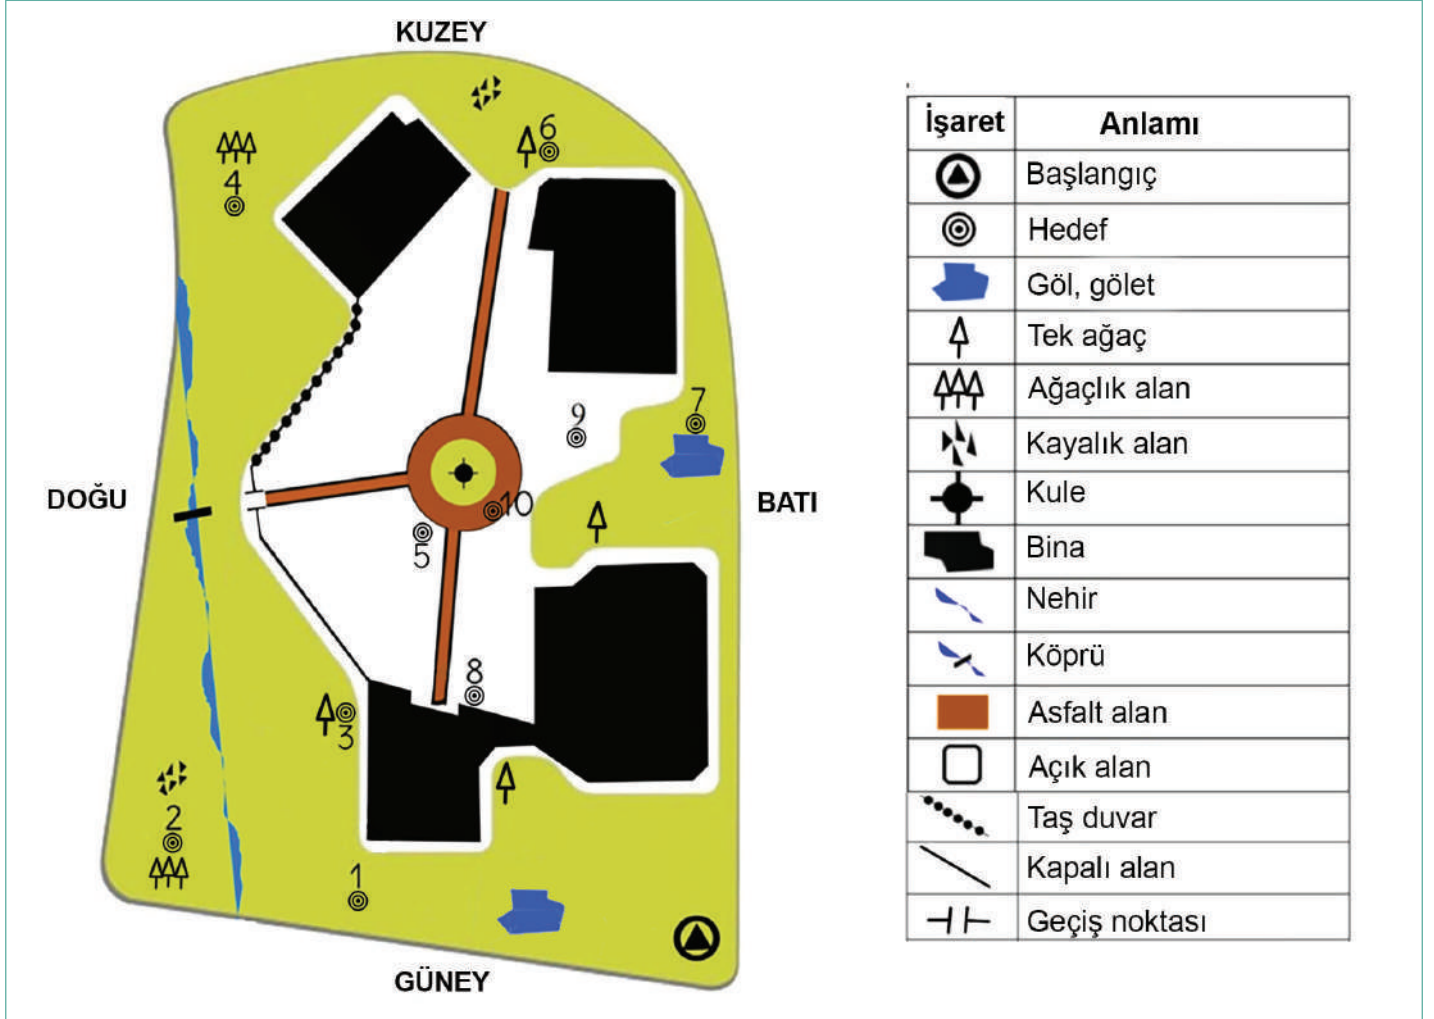 KUZEY
6
4
7
9
DOĞU
BATI
10
5
8
3
2
1
GÜNEY
İşaret Anlamı
Başlangıç
Hedef
Göl, gölet
Tek ağaç
Ağaçlık alan
Kayalık alan
Kule
Bina
Nehir
Köprü
Asfalt alan
Açık alan
Taş duvar
Kapalı alan
Geçiş noktası